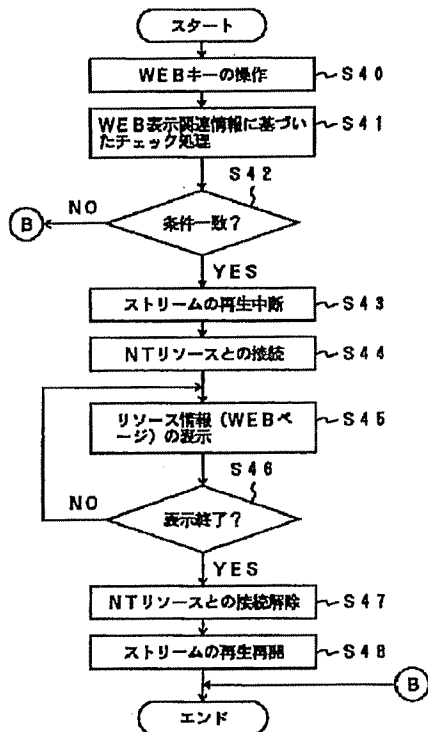 スタート
WEBキーの操作
S40
WEB表示関連情報に基づい
たチェック処理
S41
S42
条件一致?
NO
B
YES
ストリームの再生中断
S43
NTリソースとの接続
S44
リソース情報(WEBペ
ージ)の表示
S45
S46
表示終了?
NO
YES
NTリソースとの接続解除
S47
ストリームの再生再開
S48
B
エンド